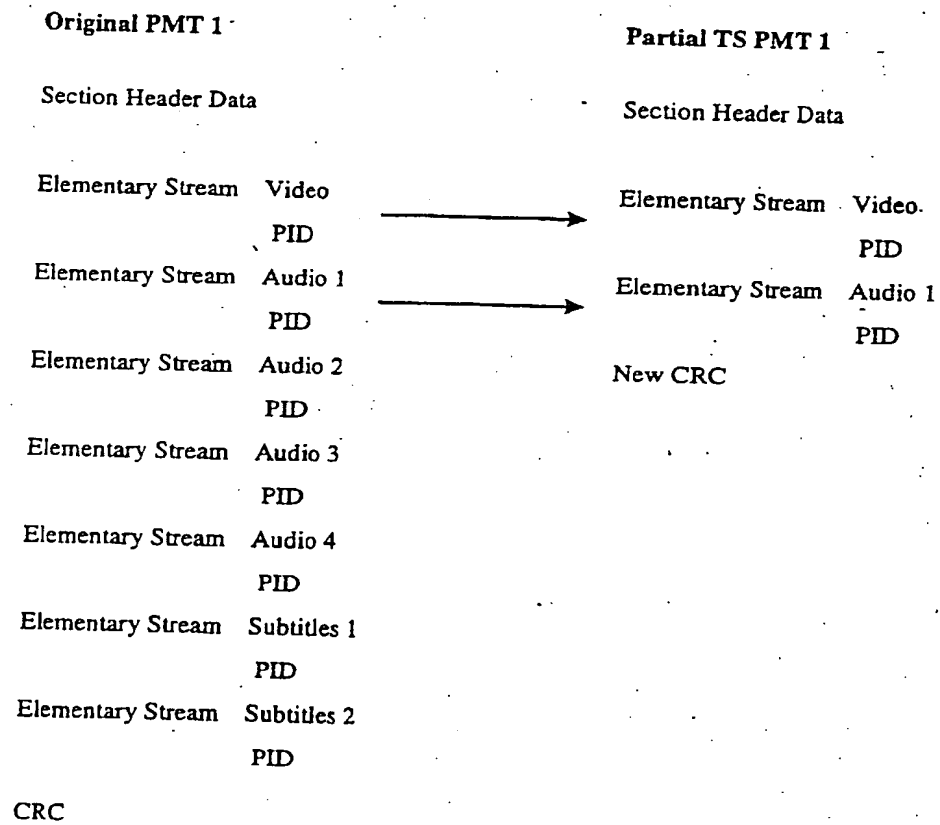 Original PMT 1
Section Header Data
Elementary Stream Video
PID
Elementary Stream Audio 1
PID
Elementary Stream Audio 2
PID
Elementary Stream Audio 3
PID
Elementary Stream Audio 4
PID
Elementary Stream Subtitles 1
PID
Elementary Stream Subtitles 2
PID
CRC
Partial TS PMT 1
Section Header Data
Elementary Stream Video
PID
Elementary Stream Audio 1
PID
New CRC